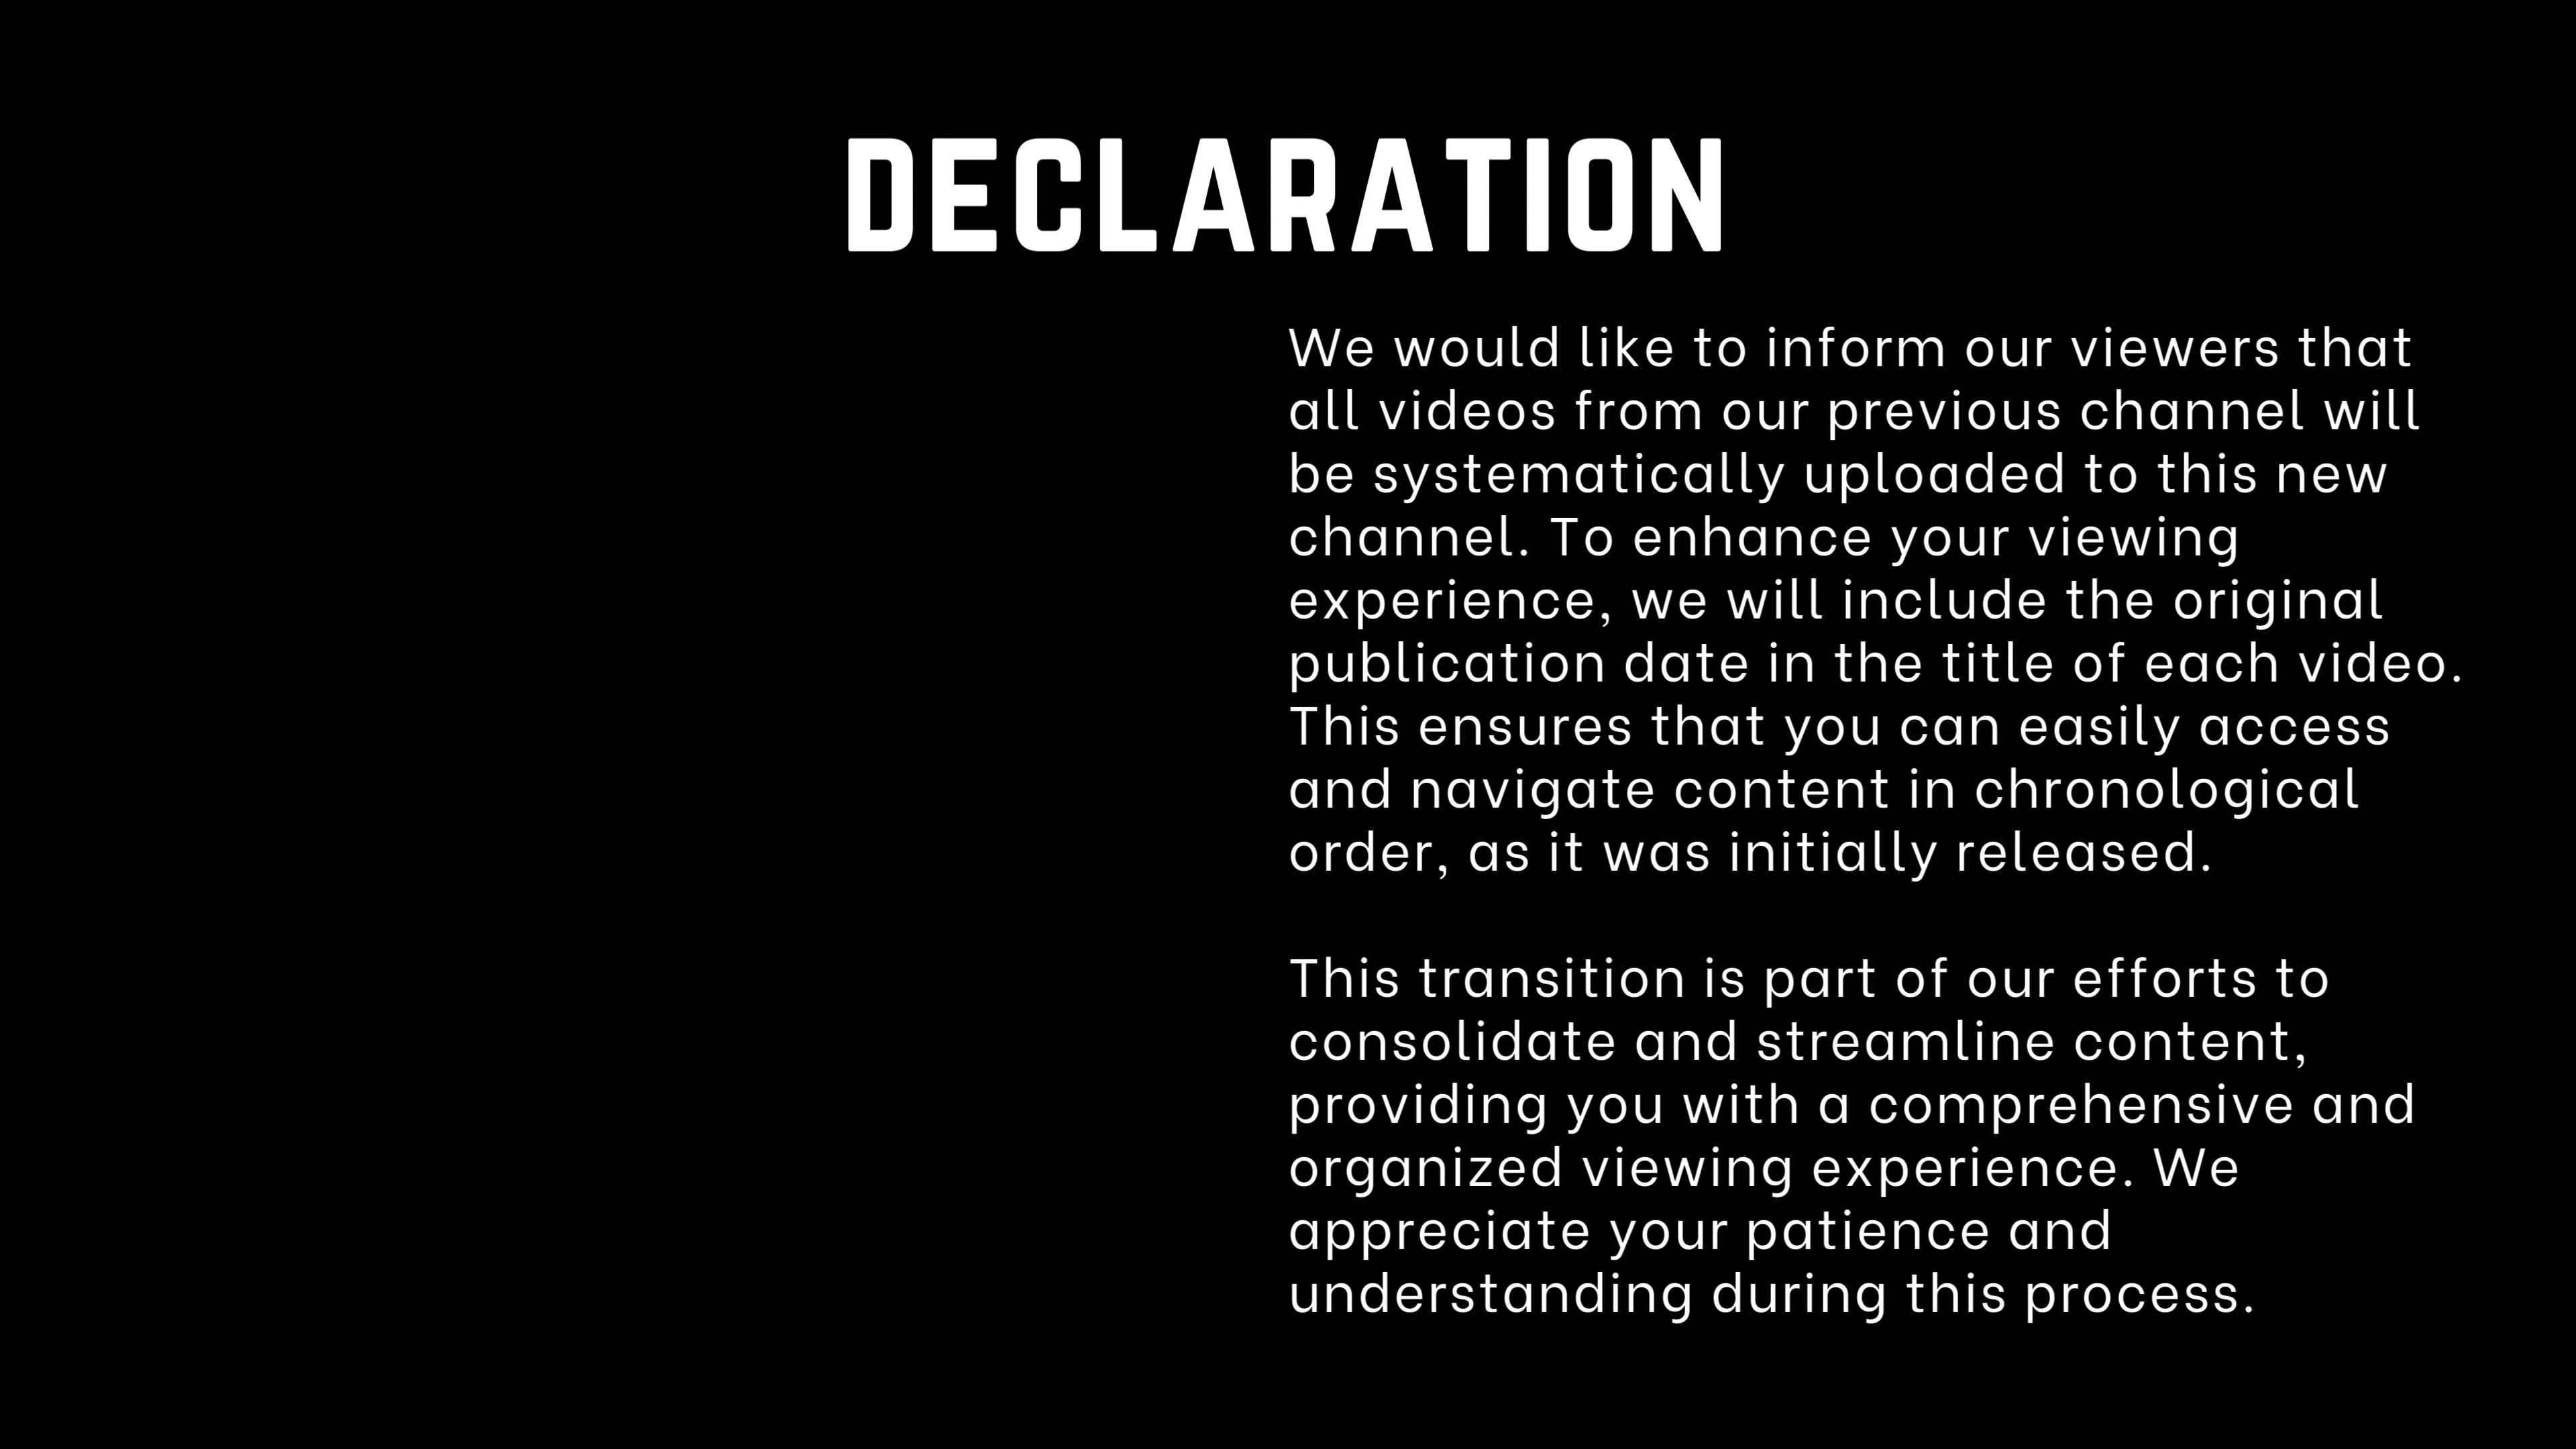 DECLARATION
We would like to inform our viewers that
all videos from our previous channel will
be systematically uploaded to this new
channel. To enhance your viewing
experience, we will include the original
publication date in the title of each video.
This ensures that you can easily access
and navigate content in chronological
order, as it was initially released.
This transition is part of our efforts to
consolidate and streamline content,
providing you with a comprehensive and
organized viewing experience. We
appreciate your patience and
understanding during this process.